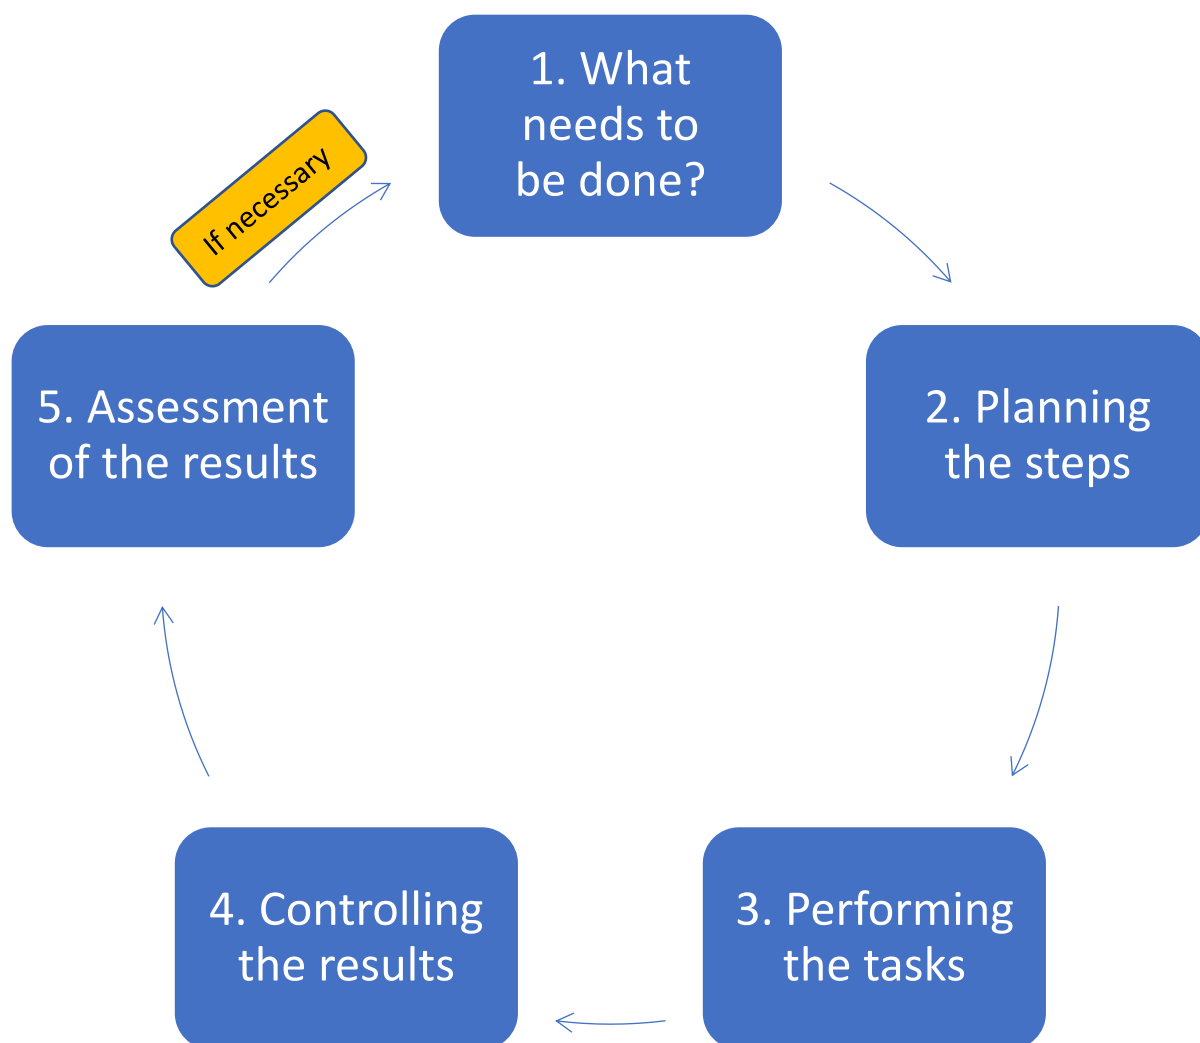 1. What
needs to
be done?
If necessary
2. Planning
the steps
3. Performing
the tasks
4. Controlling
the results
5. Assessment
of the results